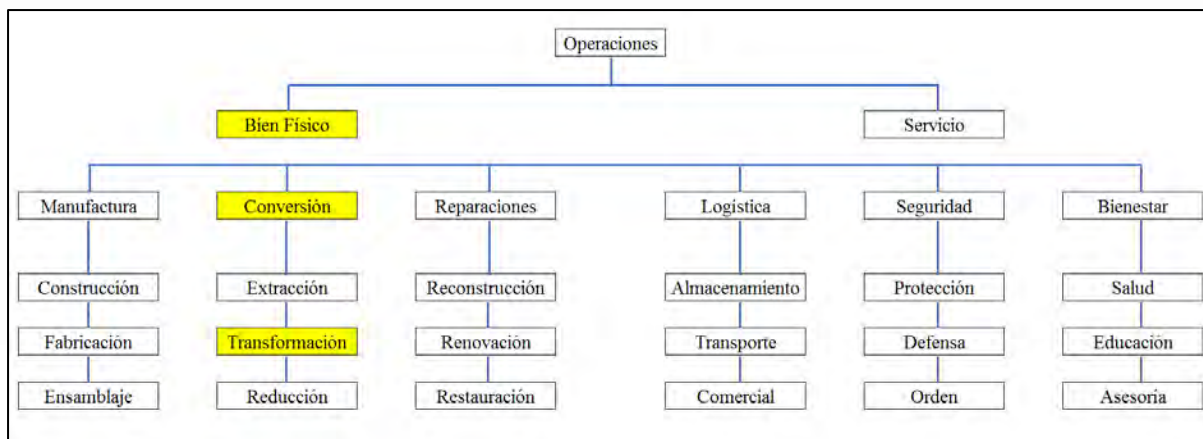 Operaciones
Bien Físico
Servicio
Manufactura
Conversión
Reparaciones
Logística
Seguridad
Bienestar
Construcción
Extracción
Reconstrucción
Almacenamiento
Protección
Salud
Fabricación
Transformación
Renovación
Transporte
Defensa
Educación
Ensamblaje
Reducción
Restauración
Comercial
Orden
Asesoria